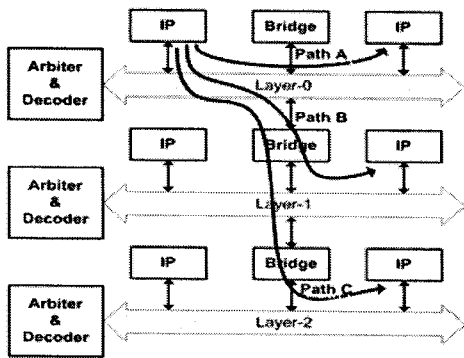 IP
Bridge
IP
Path A
Arbiter
&
Decoder
Layer-0
Path B
IP
Bridge
IP
Arbiter
&
Decoder
Layer-1
IP
Bridge
IP
Path C
Arbiter
&
Decoder
Layer-2